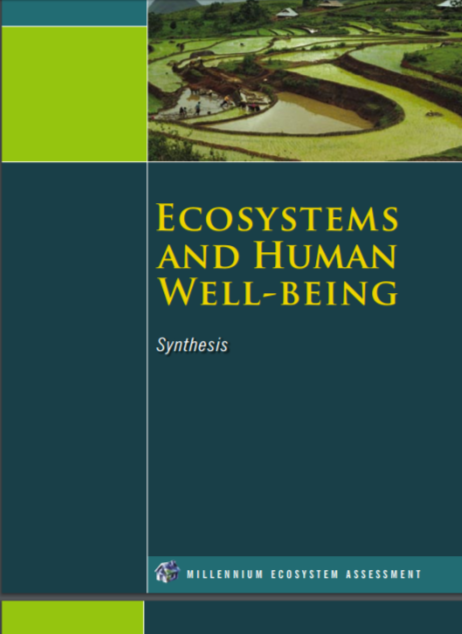 ECOSYSTEMS
AND HUMAN
WELL-BEING
Synthesis
MILLENNIUM ECOSYSTEM ASSESSMENT